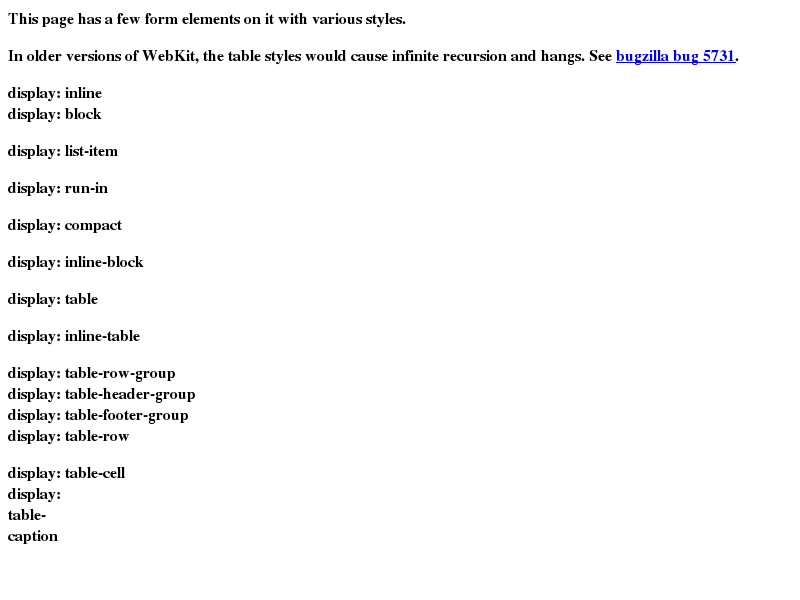 This page has a few form elements on it with various styles.
In older versions of WebKit, the table styles would cause infinite recursion and hangs. See bugzilla bug 5731.
display: inline
display: block
display: list-item
display: run-in
display: compact
display: inline-block
display: table
display: inline-table
display: table-row-group
display: table-header-group
display: table-footer-group
display: table-row
display: table-cell
display:
table-
caption